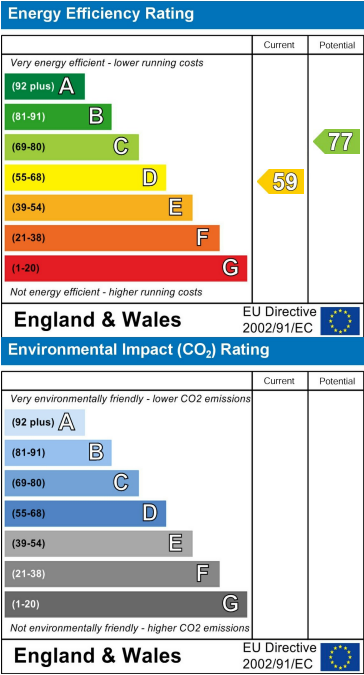 Energy Efficiency Rating
Current Potential
Very energy efficient - lower running costs
(92 plus) A
(81-91) B
(69-80) C
77
(55-68) D
59
(39-54) E
(21-38) F
(1-20) G
Not energy efficient - higher running costs
England & Wales
EU Directive
2002/91/EC
Environmental Impact (CO₂) Rating
Current Potential
Very environmentally friendly - lower CO2 emissions
(92 plus) A
(81-91) B
(69-80) C
(55-68) D
(39-54) E
(21-38) F
(1-20) G
Not environmentally friendly - higher CO2 emissions
England & Wales
EU Directive
2002/91/EC